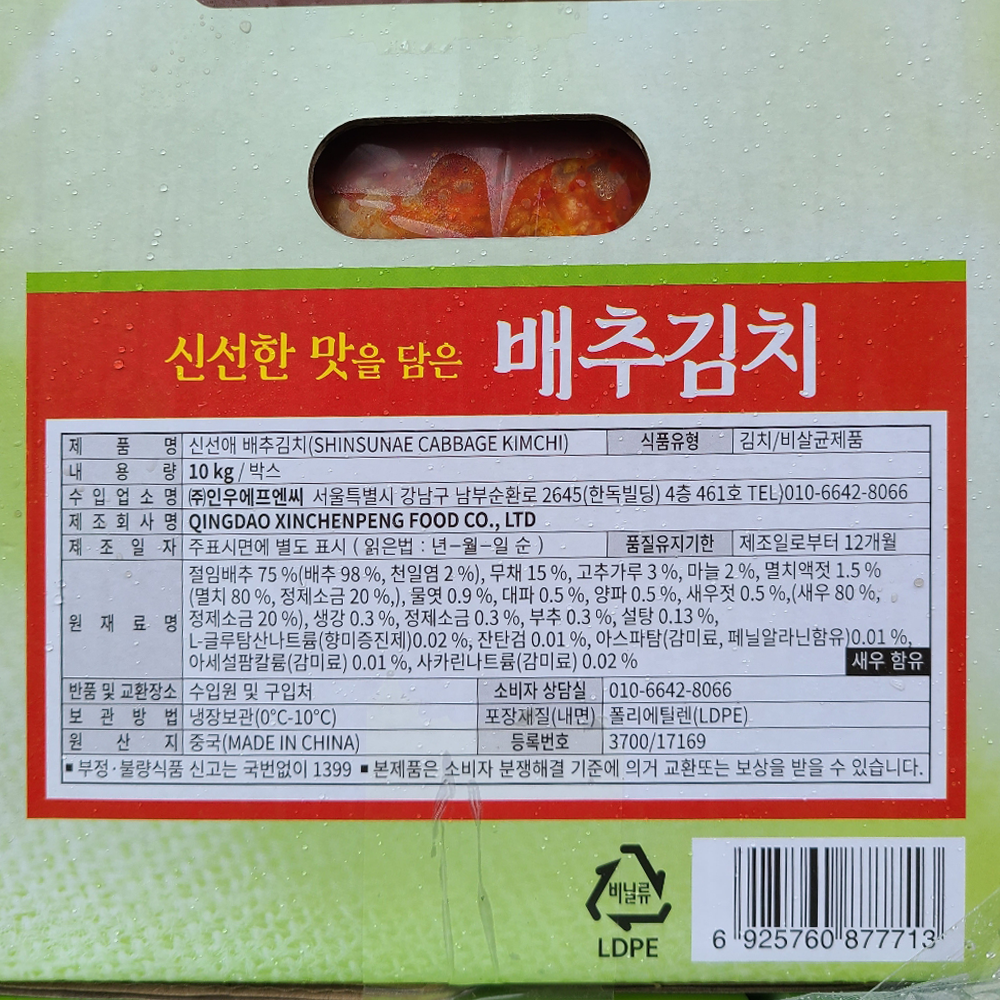 신선한 맛을 담은 배추김치
제 품 명 신선애 배추김치(SHINSUNAE CABBAGE KIMCHI) 식품유형 김치/비살균제품
내 용 량 10 kg / 박스
수 입 업 소 명 ㈜인우에프엔씨 서울특별시 강남구 남부순환로 2645(한독빌딩) 4층 461호 TEL)010-6642-8066
제 조 회 사 명 QINGDAO XINCHENPENG FOOD CO., LTD
제 조 일 자 주표시면에 별도 표시 ( 읽은법 : 년-월-일 순 ) 품질유지기한 제조일로부터 12개월
원 재 료 명 절임배추 75 %(배추 98 %, 천일염 2 %), 무채 15 %, 고추가루 3 %, 마늘 2 %, 멸치액젓 1.5 %
(멸치 80 %, 정제소금 20 %,), 물엿 0.9 %, 대파 0.5 %, 양파 0.5 %, 새우젓 0.5 %,(새우 80 %,
정제소금 20 %), 생강 0.3 %, 정제소금 0.3 %, 부추 0.3 %, 설탕 0.13 %,
L-글루탐산나트륨(향미증진제)0.02 %, 잔탄검 0.01 %, 아스파탐(감미료, 페닐알라닌함유)0.01 %,
아세설팜칼륨(감미료) 0.01 %, 사카린나트륨(감미료) 0.02 %
새우 함유
반품 및 교환장소 수입원 및 구입처 소비자 상담실 010-6642-8066
보 관 방 법 냉장보관(0°C-10°C) 포장재질(내면) 폴리에틸렌(LDPE)
원 산 지 중국(MADE IN CHINA) 등록번호 3700/17169
▪ 부정·불량식품 신고는 국번없이 1399 ▪ 본제품은 소비자 분쟁해결 기준에 의거 교환또는 보상을 받을 수 있습니다.
비닐류
LDPE
6 925760 877713